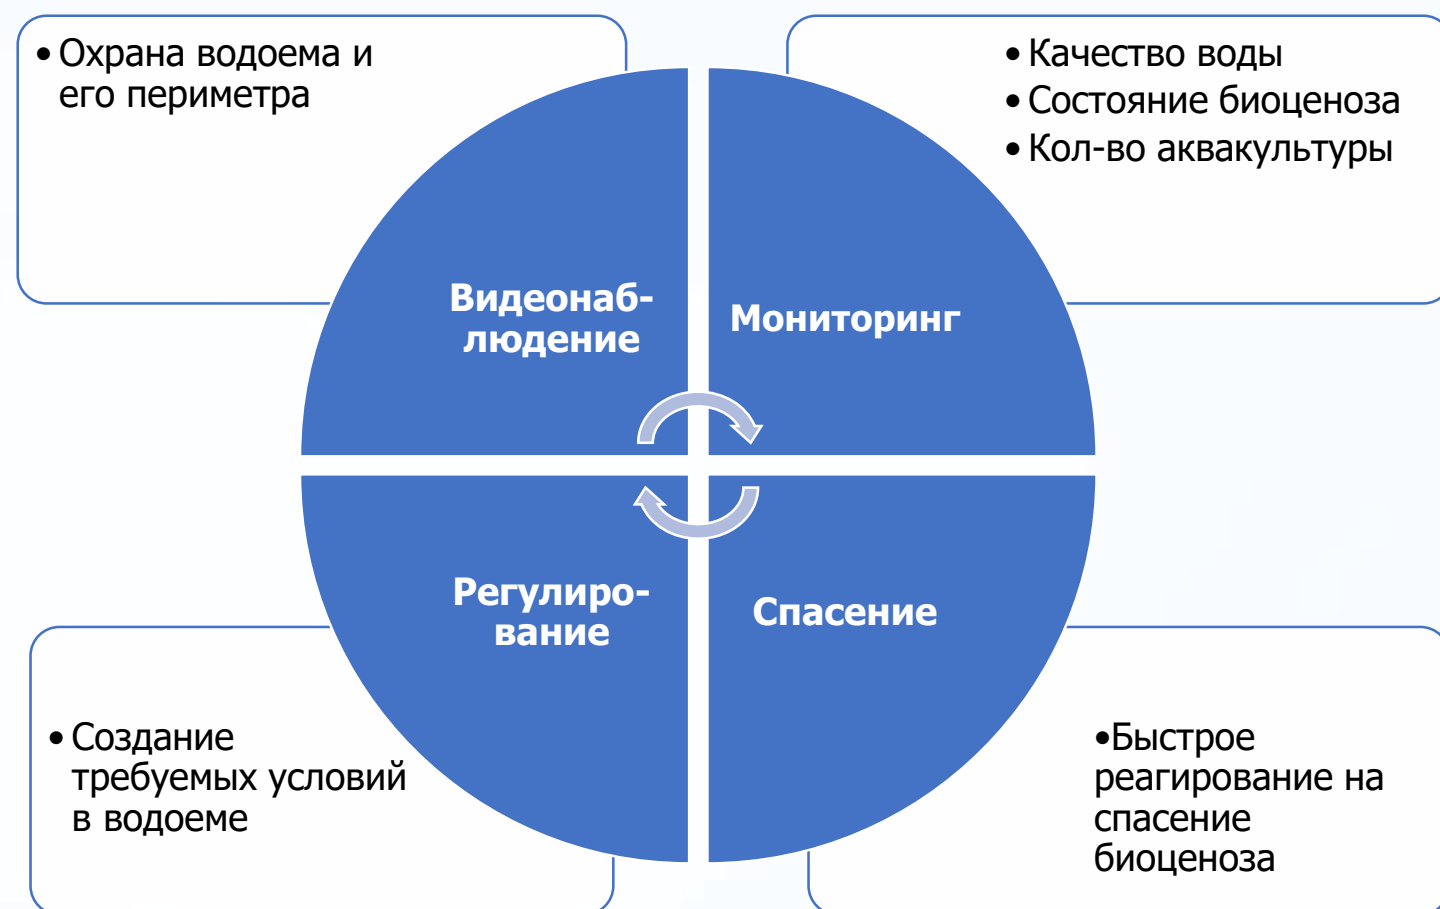 • Охрана водоема и
его периметра
• Качество воды
• Состояние биоценоза
• Кол-во аквакультуры
Видеонаб-
людение
Мониторинг
Регулиро-
вание
Спасение
• Создание
требуемых условий
в водоеме
•Быстрое
реагирование на
спасение
биоценоза